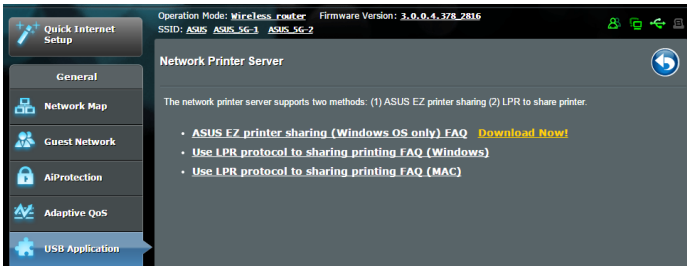 Quick Internet
Setup
Operation Mode: Wireless router Firmware Version: 3.0.0.4.378_2816
SSID: ASUS ASUS_5G-1 ASUS_5G-2
General
Network Map
Guest Network
AiProtection
Adaptive QoS
USB Application
Network Printer Server
The network printer server supports two methods: (1) ASUS EZ printer sharing (2) LPR to share printer.
• ASUS EZ printer sharing (Windows OS only) FAQ Download Now!
• Use LPR protocol to sharing printing FAQ (Windows)
• Use LPR protocol to sharing printing FAQ (MAC)